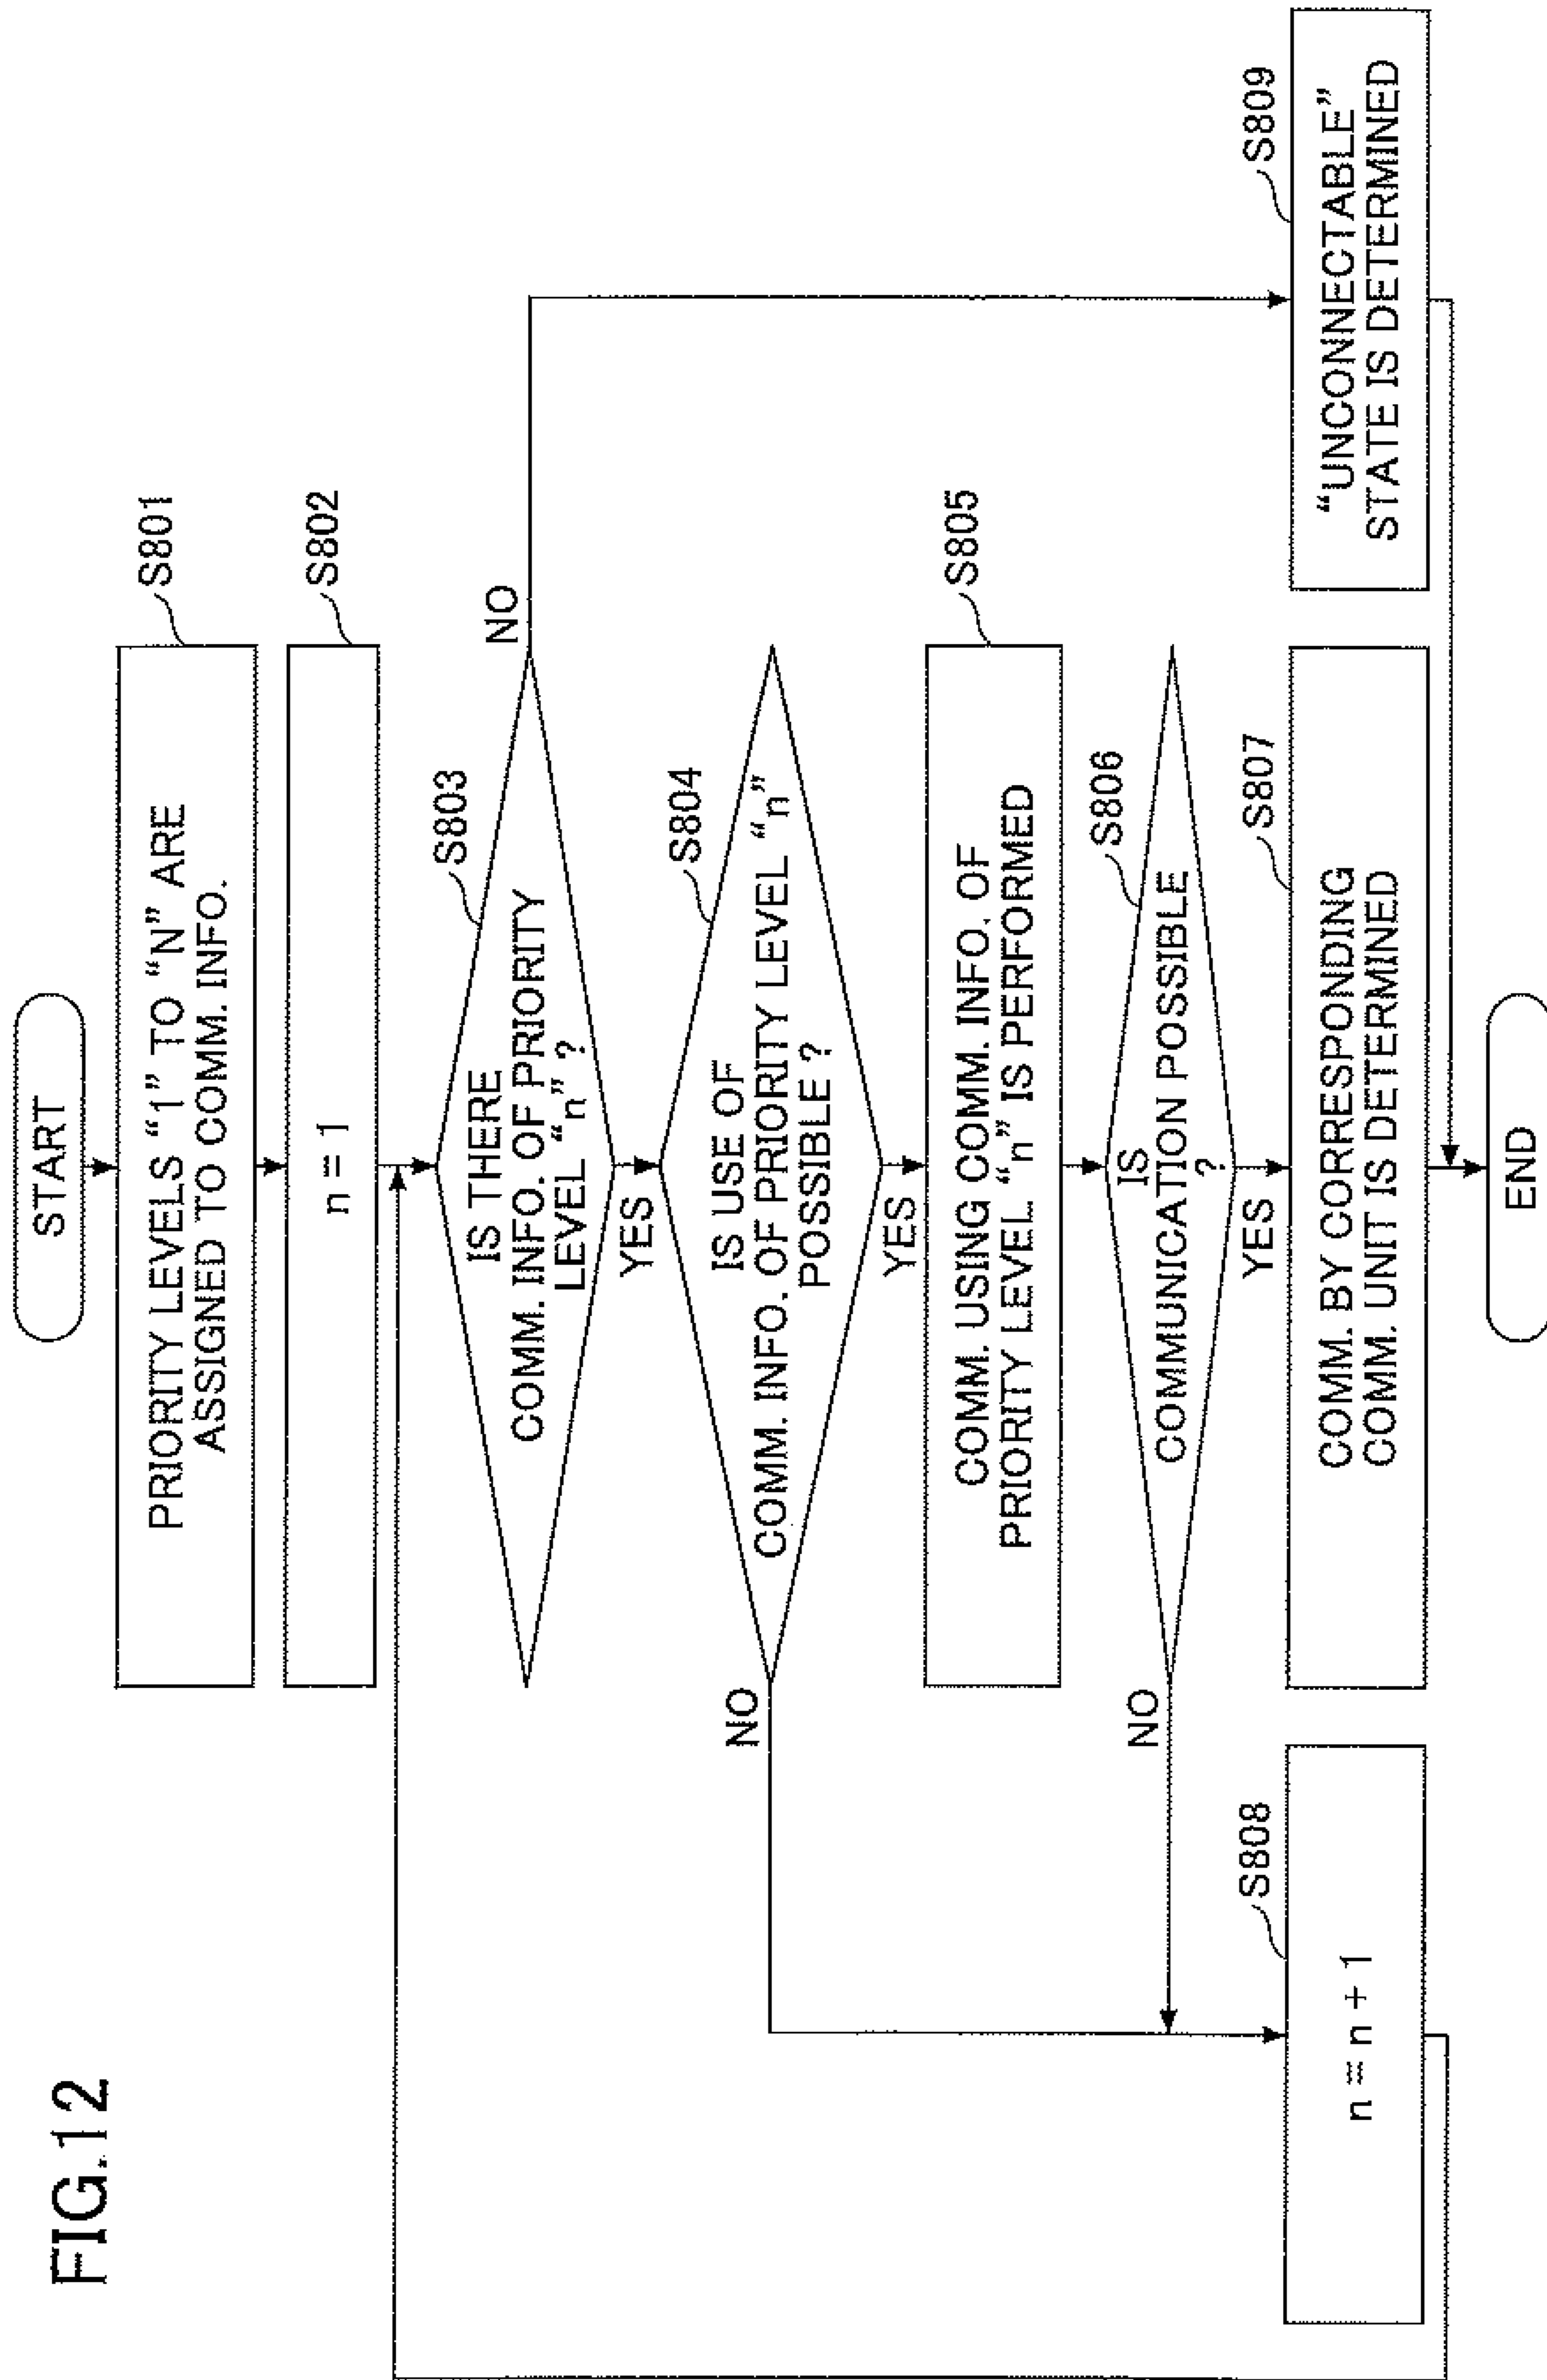 FIG.12
START
S801
PRIORITY LEVELS “1” TO “N” ARE
ASSIGNED TO COMM. INFO.
S802
n = 1
S803
IS THERE
COMM. INFO. OF PRIORITY
LEVEL “n” ?
NO
YES
S804
IS USE OF
COMM. INFO. OF PRIORITY LEVEL “n”
POSSIBLE ?
NO
YES
S805
COMM. USING COMM. INFO. OF
PRIORITY LEVEL “n” IS PERFORMED
S806
IS
COMMUNICATION POSSIBLE
?
NO
YES
S807
COMM. BY CORRESPONDING
COMM. UNIT IS DETERMINED
S808
n = n + 1
S809
“UNCONNECTABLE”
STATE IS DETERMINED
END